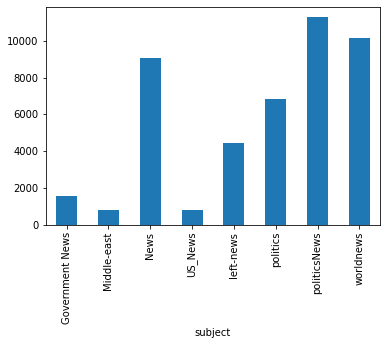 10000
8000
6000
4000
2000
0
Government News
Middle-east
News
US_News
left-news
politics
politicsNews
worldnews
subject